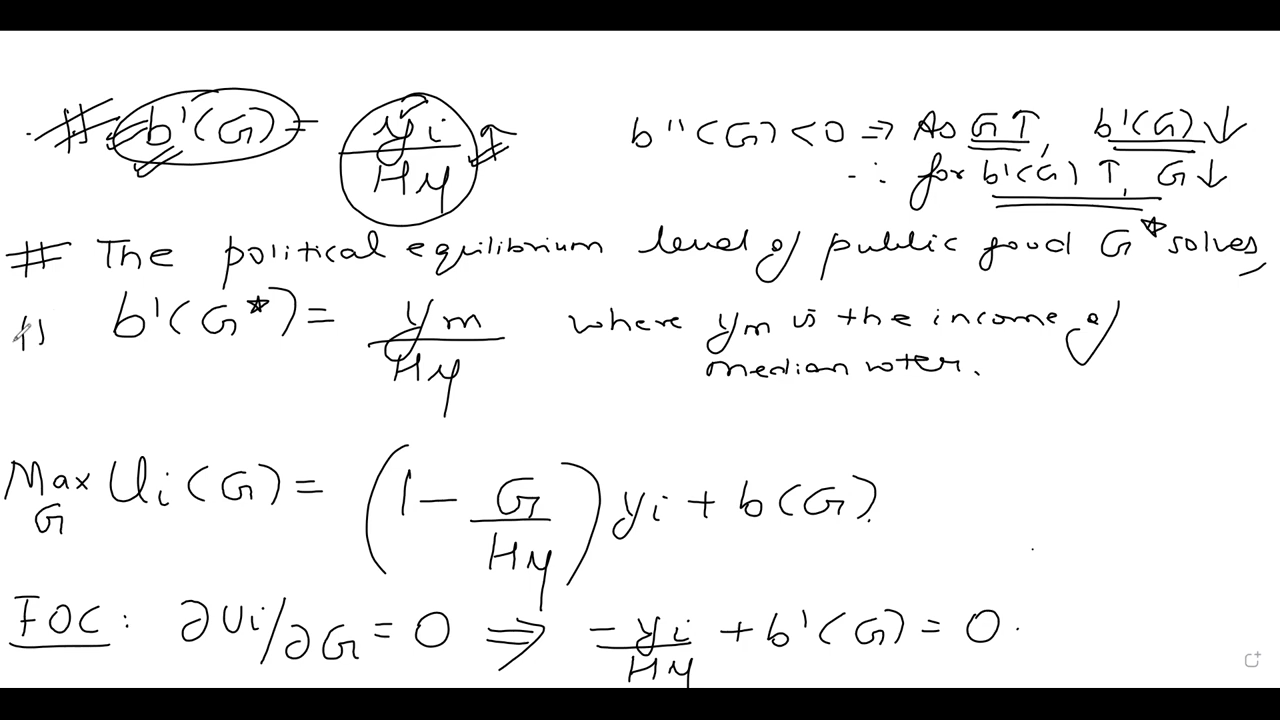 # b'(G) = yi/Hy ↑ b''(G) < 0 ⇒ As G ↑, b'(G) ↓
∴ for b'(G) ↑, G ↓
# The political equilibrium level of public good G* solves,
b'(G*) = ym/Hy where ym is the income of
median voter.
Max Ui(G) = (1 - G/Hy) yi + b(G).
G
FOC: ∂Ui/∂G = 0 ⇒ -yi/Hy + b'(G) = 0.